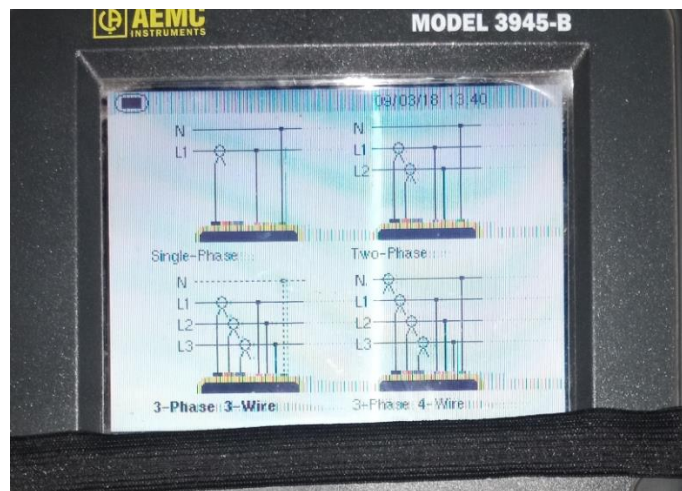 AEMC
INSTRUMENTS
MODEL 3945-B
09/03/18 13:40
N
L1
Single-Phase
N
L1
L2
Two-Phase
N
L1
L2
L3
3-Phase 3-Wire
N
L1
L2
L3
3-Phase 4-Wire